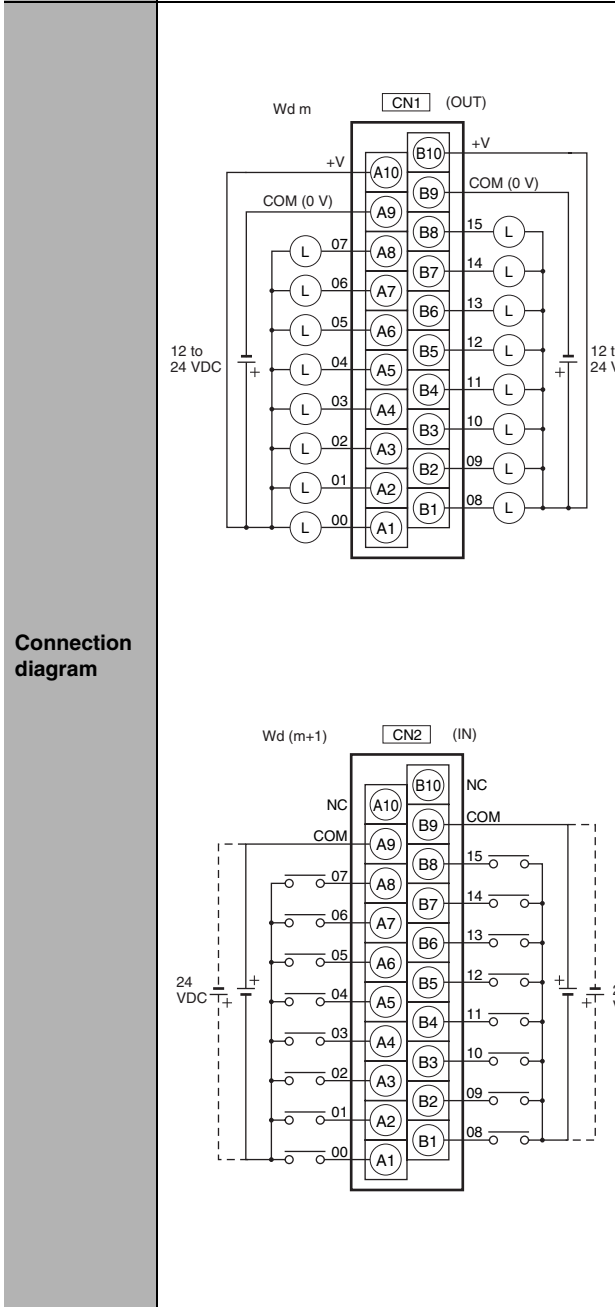 Connection
diagram
Wd m
CN1
(OUT)
+V
B10
+V
A10
COM (0 V)
B9
COM (0 V)
A9
B8
15
L
L
07
A8
B7
14
L
L
06
A7
B6
13
L
L
05
A6
B5
12
L
12 to
24 VDC
+
L
04
A5
B4
11
L
+
L
03
A4
B3
10
L
L
02
A3
B2
09
L
L
01
A2
B1
08
L
L
00
A1
12 t
24 V
Wd (m+1)
CN2
(IN)
B10
NC
NC
A10
B9
COM
COM
A9
B8
15
07
A8
B7
14
06
A7
B6
13
05
A6
B5
12
24
VDC
+
+
04
A5
B4
11
+
+
03
A4
B3
10
02
A3
B2
09
01
A2
B1
08
00
A1